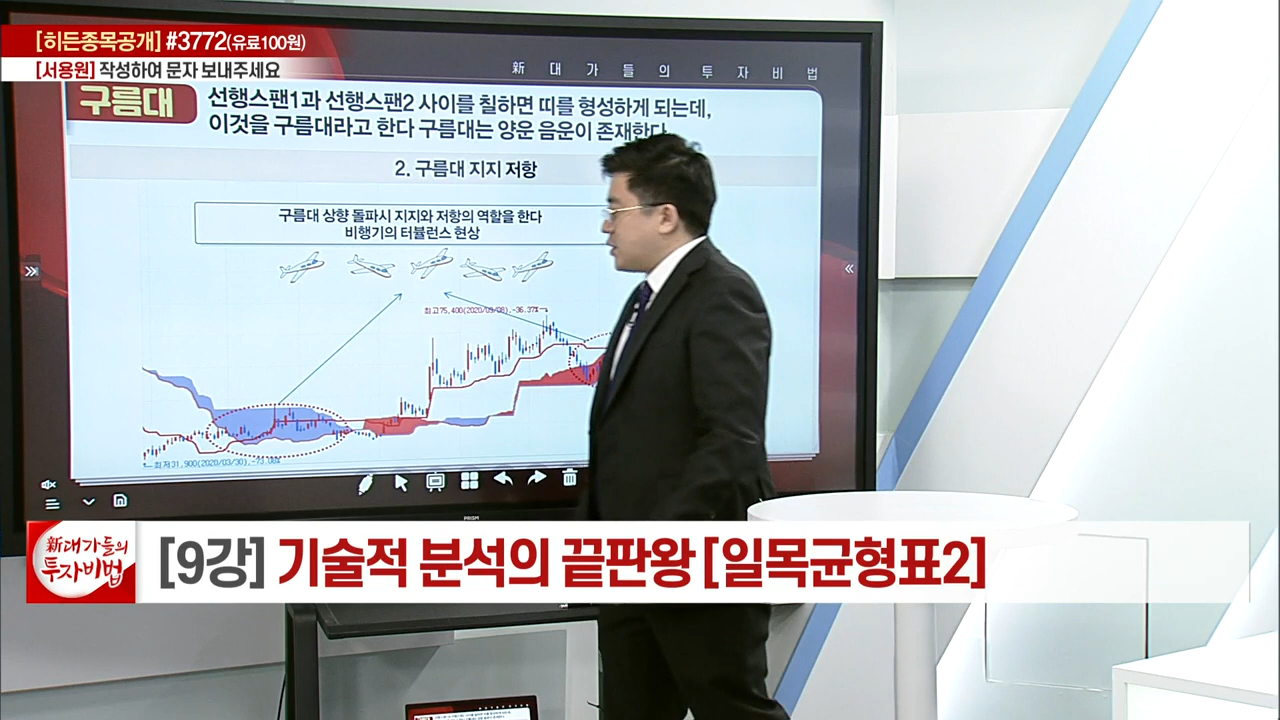 [히든종목공개] #3772(유료100원)
[서용원] 작성하여 문자 보내주세요
新 대 가 들 의 투 자 비 법
구름대
선행스팬1과 선행스팬2 사이를 칠하면 띠를 형성하게 되는데,
이것을 구름대라고 한다 구름대는 양운 음운이 존재한다
2. 구름대 지지 저항
구름대 상향 돌파시 지지와 저항의 역할을 한다
비행기의 터뷸런스 현상
최고75,400(2020/09/08),-36.37%→
←최저31,900(2020/03/30),-73.08%
PRISM
新대가들의
투자비법
[9강] 기술적 분석의 끝판왕 [일목균형표2]